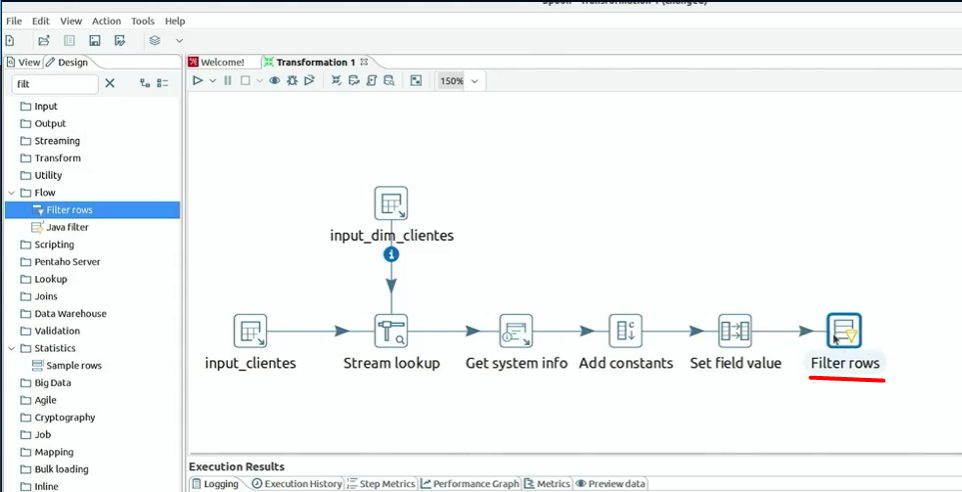 Spoon - Transformation 1 (changed)
File Edit View Action Tools Help
View Design
Welcome! Transformation 1
filt
150%
Input
Output
Streaming
Transform
Utility
Flow
Filter rows
Java filter
Scripting
Pentaho Server
Lookup
Joins
Data Warehouse
Validation
Statistics
Sample rows
Big Data
Agile
Cryptography
Job
Mapping
Bulk loading
Inline
input_dim_clientes
input_clientes
Stream lookup
Get system info
Add constants
Set field value
Filter rows
Execution Results
Logging Execution History Step Metrics Performance Graph Metrics Preview data